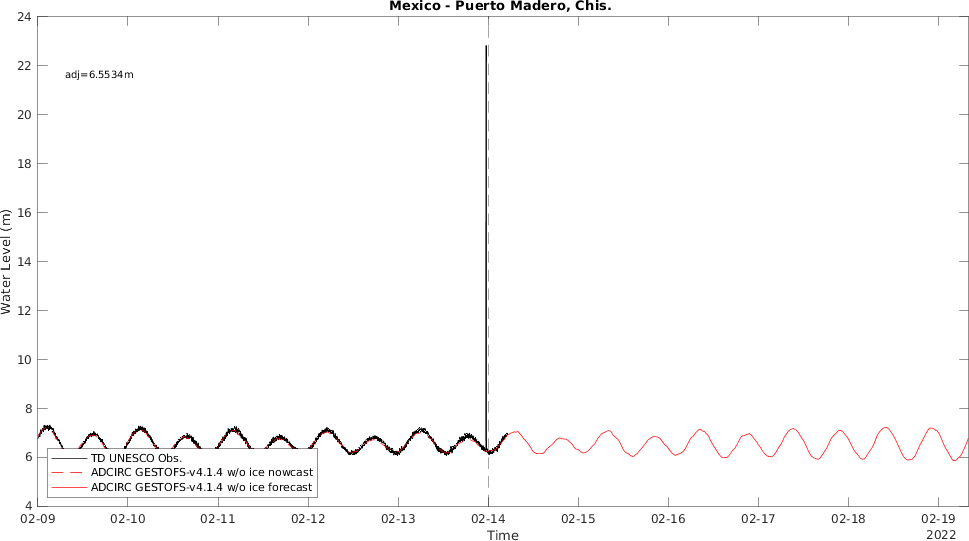 Mexico - Puerto Madero, Chis.
24
22
20
18
16
14
12
10
8
6
4
Water Level (m)
adj=6.5534m
TD UNESCO Obs.
ADCIRC GESTOFS-v4.1.4 w/o ice nowcast
ADCIRC GESTOFS-v4.1.4 w/o ice forecast
02-09 02-10 02-11 02-12 02-13 02-14 02-15 02-16 02-17 02-18 02-19
Time
2022